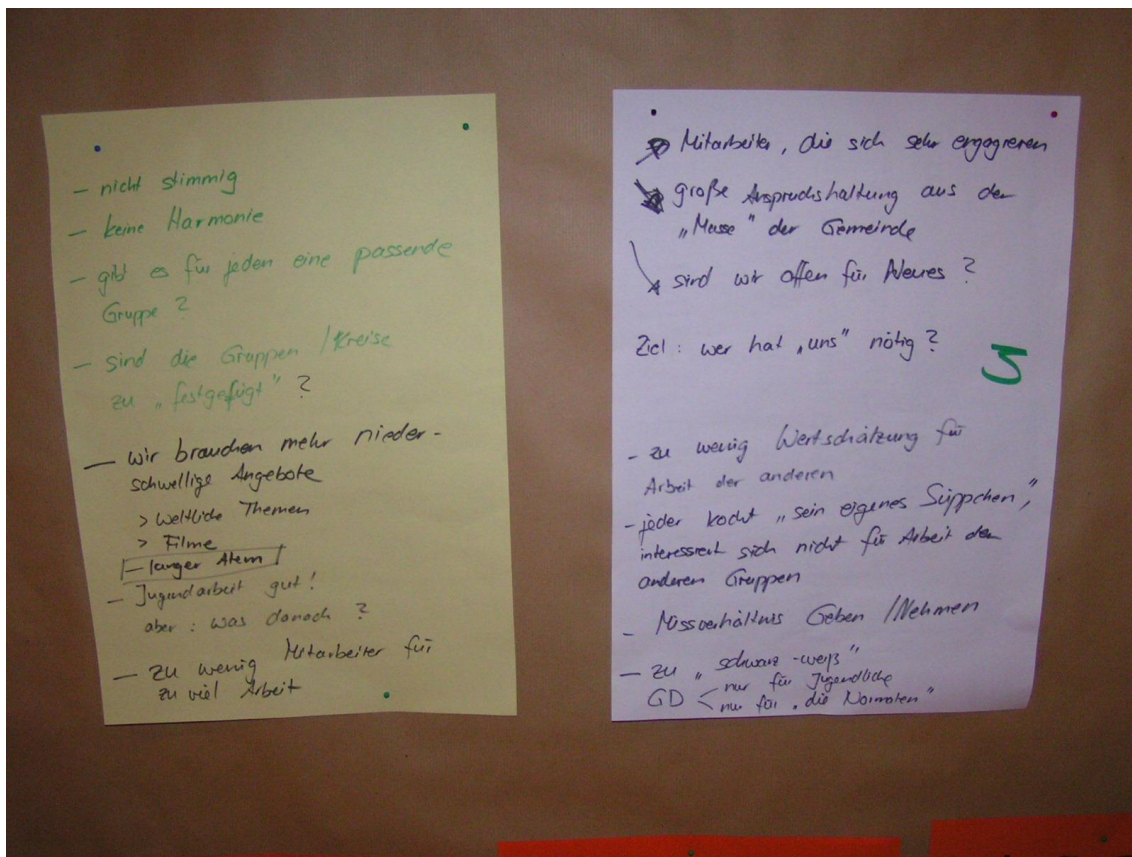 - nicht stimmig
- keine Harmonie
- gibt es für jeden eine passende
Gruppe ?
- sind die Gruppen / Kreise
zu „festgefügt" ?
- wir brauchen mehr nieder-
schwellige Angebote
> weltliche Themen
> Filme
- langer Atem
- Jugendarbeit gut !
aber : was danach ?
- zu wenig Mitarbeiter für
zu viel Arbeit
Mitarbeiter, die sich sehr engagieren
große Anspruchshaltung aus der
„Masse" der Gemeinde
sind wir offen für Neues ?
Ziel : wer hat „uns" nötig ?
5
- zu wenig Wertschätzung für
Arbeit der anderen
- jeder kocht „sein eigenes Süppchen",
interessiert sich nicht für Arbeit der
anderen Gruppen
- Missverhältnis Geben / Nehmen
- zu „schwarz-weiß"
GD < nur für Jugendliche
< nur für „die Normalen"